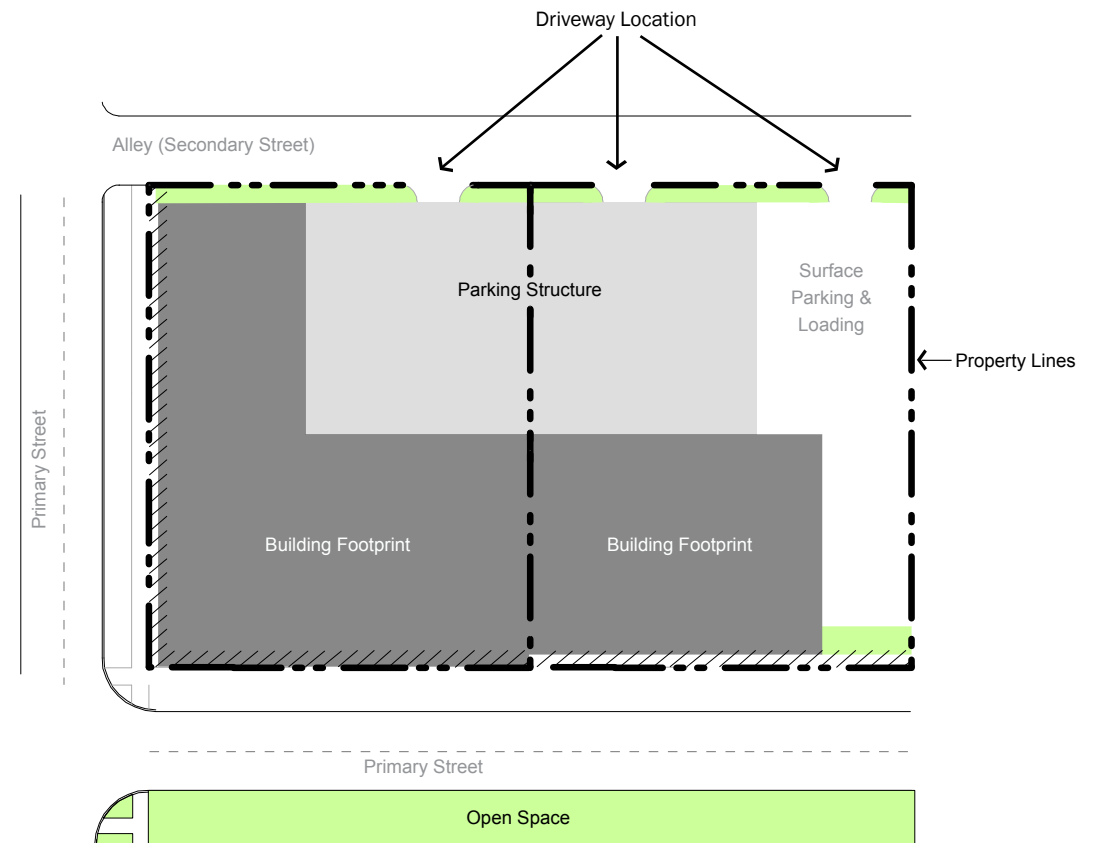 Driveway Location
Alley (Secondary Street)
Surface
Parking &
Loading
Parking Structure
Property Lines
Primary Street
Building Footprint
Building Footprint
Primary Street
Open Space